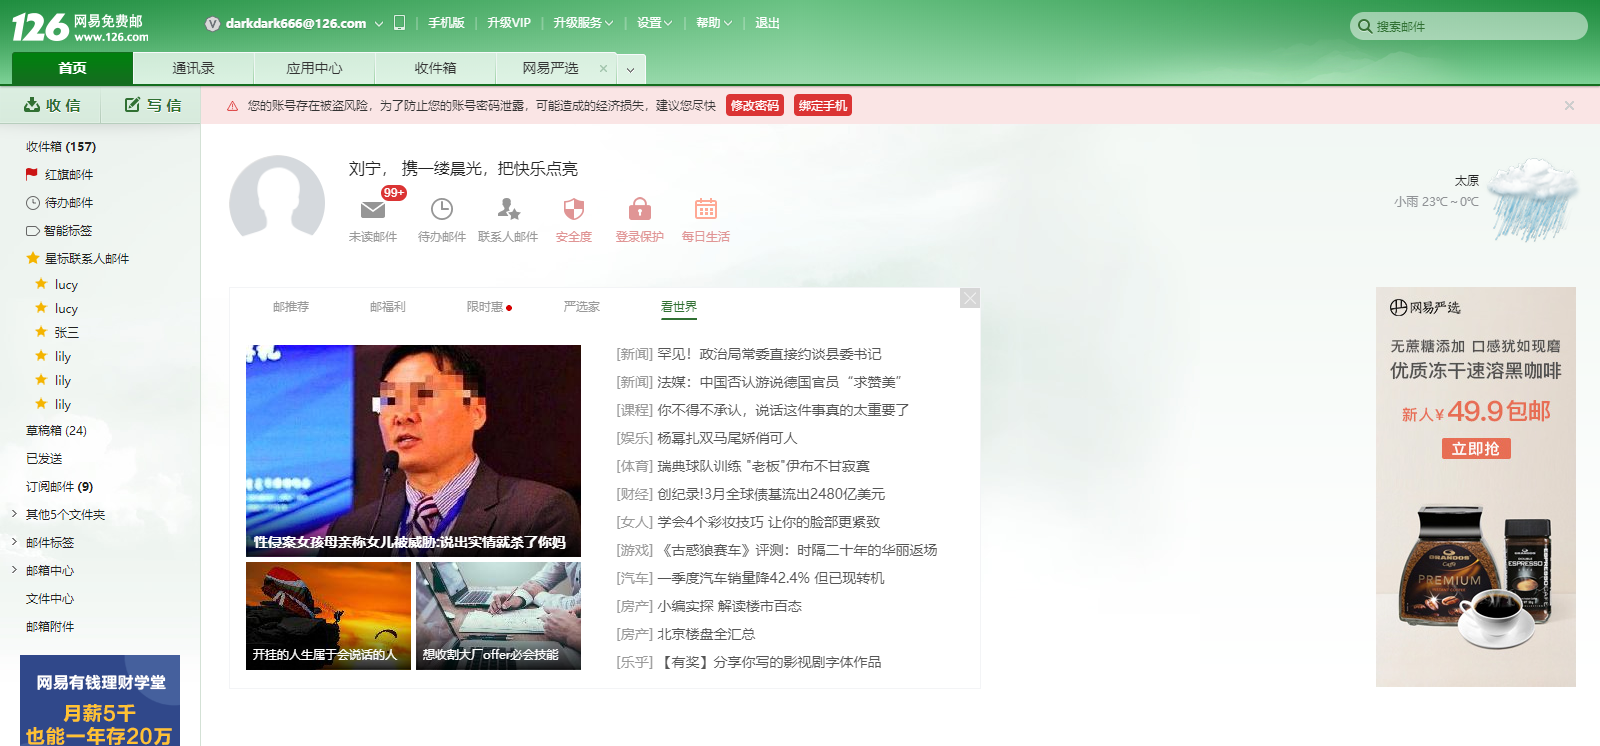 126 网易免费邮
www.126.com
darkdark666@126.com
手机版
升级VIP
升级服务
设置
帮助
退出
搜索邮件
首页
通讯录
应用中心
收件箱
网易严选
收 信
写 信
您的账号存在被盗风险，为了防止您的账号密码泄露，可能造成的经济损失，建议您尽快 修改密码 绑定手机
收件箱 (157)
红旗邮件
待办邮件
智能标签
星标联系人邮件
lucy
lucy
张三
lily
lily
lily
草稿箱 (24)
已发送
订阅邮件 (9)
其他5个文件夹
邮件标签
邮箱中心
文件中心
邮箱附件
网易有钱理财学堂
月薪5千
也能一年存20万
刘宁， 携一缕晨光，把快乐点亮
99+
未读邮件
待办邮件
联系人邮件
安全度
登录保护
每日生活
太原
小雨 23℃～0℃
邮推荐
邮福利
限时惠
严选家
看世界
性侵案女孩母亲称女儿被威胁:说出实情就杀了你妈
开挂的人生属于会说话的人
想收割大厂offer必会技能
[新闻] 罕见！政治局常委直接约谈县委书记
[新闻] 法媒：中国否认游说德国官员“求赞美”
[课程] 你不得不承认，说话这件事真的太重要了
[娱乐] 杨幂扎双马尾娇俏可人
[体育] 瑞典球队训练 "老板"伊布不甘寂寞
[财经] 创纪录!3月全球债基流出2480亿美元
[女人] 学会4个彩妆技巧 让你的脸部更紧致
[游戏] 《古惑狼赛车》评测：时隔二十年的华丽返场
[汽车] 一季度汽车销量降42.4% 但已现转机
[房产] 小编实探 解读楼市百态
[房产] 北京楼盘全汇总
[乐乎] 【有奖】分享你写的影视剧字体作品
网易严选
无蔗糖添加 口感犹如现磨
优质冻干速溶黑咖啡
新人¥49.9包邮
立即抢
GRANDOS
Caffè
PREMIUM
GRANDOS
ESPRESSO